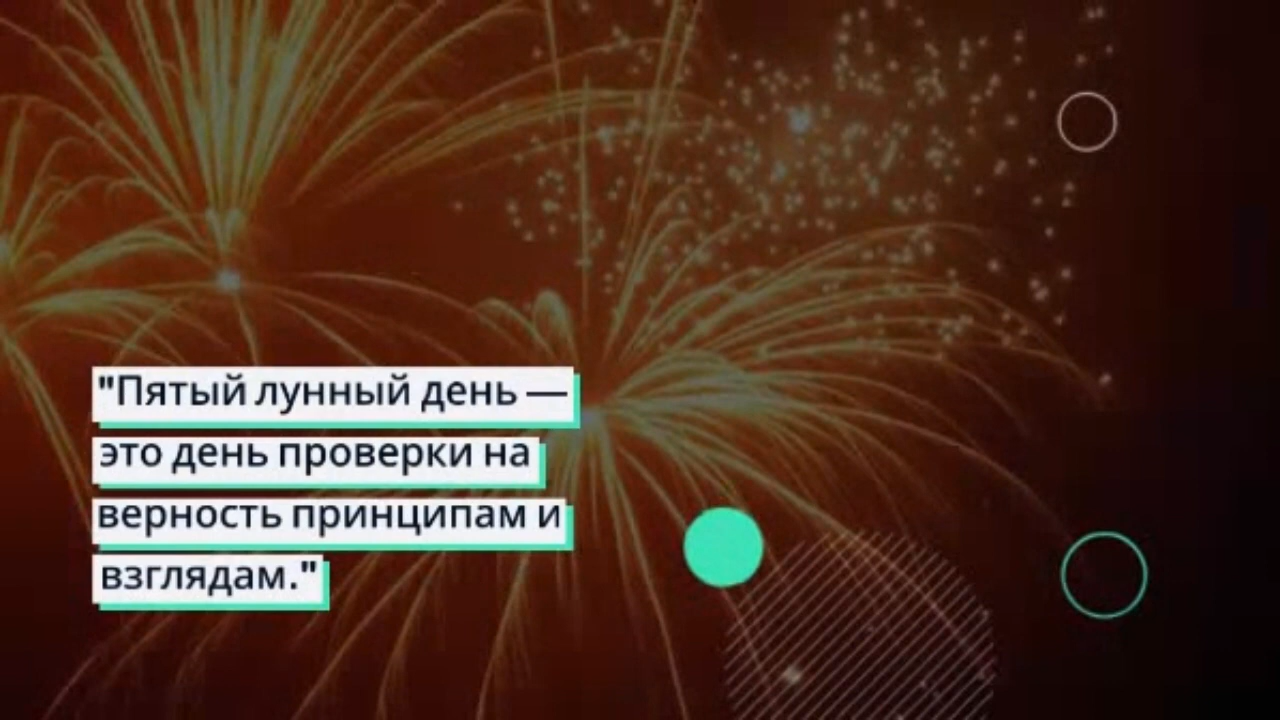 "Пятый лунный день —
это день проверки на
верность принципам и
взглядам."